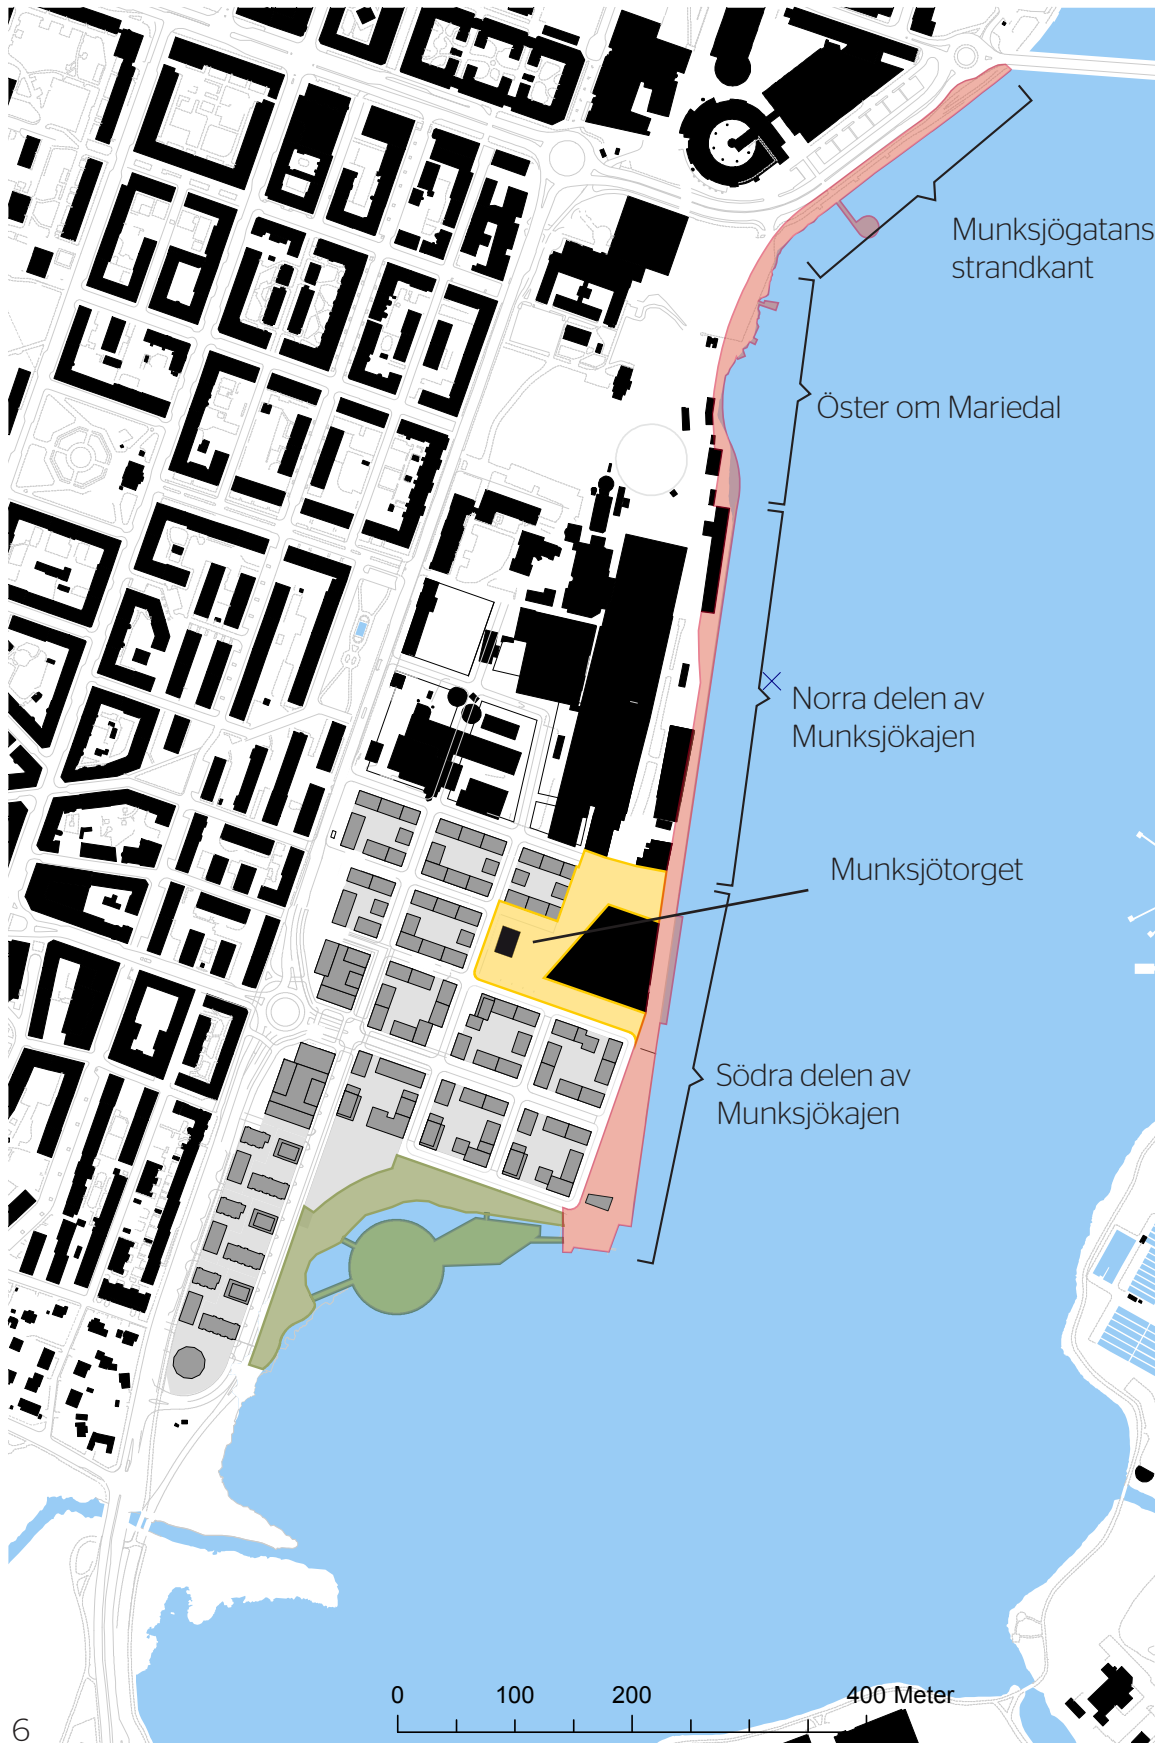 Munksjögatans
strandkant
Öster om Mariedal
Norra delen av
Munksjökajen
Munksjötorget
Södra delen av
Munksjökajen
0 100 200 400 Meter
6